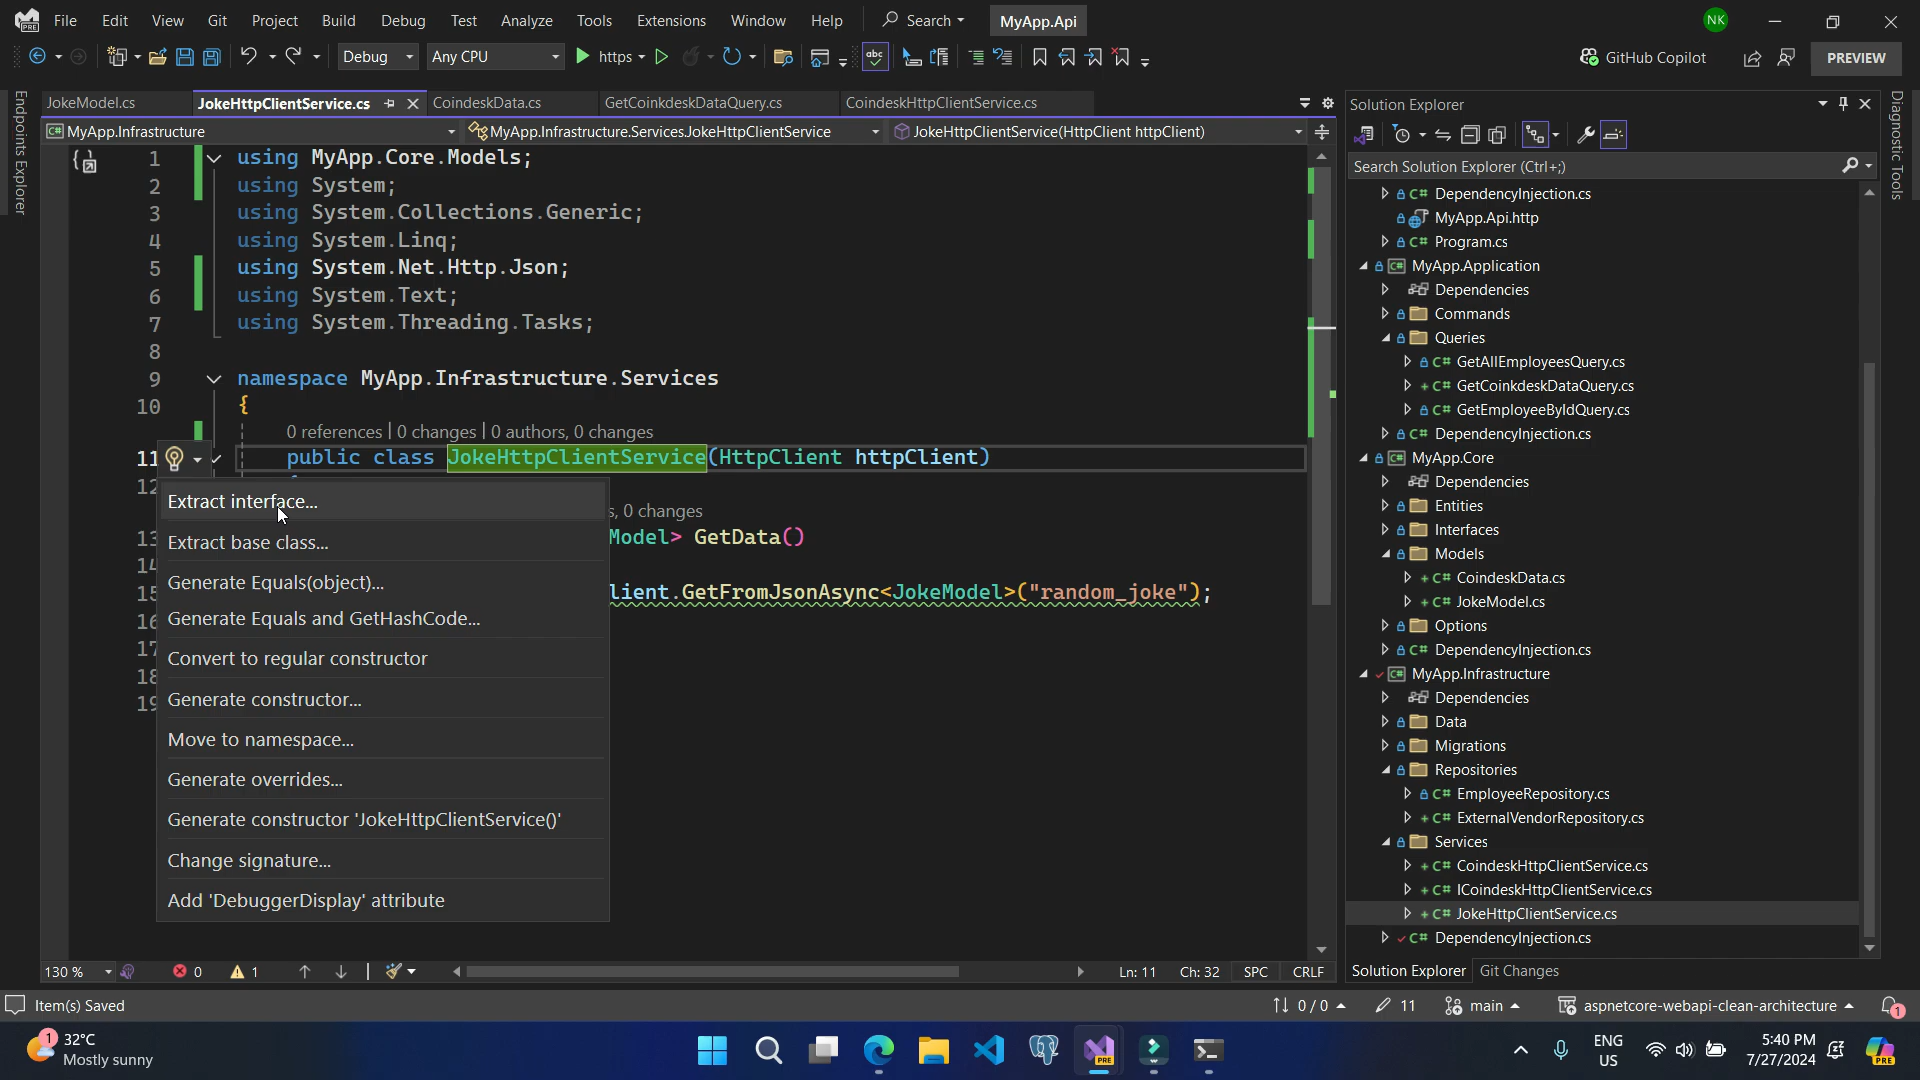 File Edit View Git Project Build Debug Test Analyze Tools Extensions Window Help Search MyApp.Api NK
Debug Any CPU https GitHub Copilot PREVIEW
JokeModel.cs JokeHttpClientService.cs CoindeskData.cs GetCoinkdeskDataQuery.cs CoindeskHttpClientService.cs
MyApp.Infrastructure MyApp.Infrastructure.Services.JokeHttpClientService JokeHttpClientService(HttpClient httpClient)
Endpoints Explorer
1 using MyApp.Core.Models;
2 using System;
3 using System.Collections.Generic;
4 using System.Linq;
5 using System.Net.Http.Json;
6 using System.Text;
7 using System.Threading.Tasks;
8
9 namespace MyApp.Infrastructure.Services
10 {
0 references | 0 changes | 0 authors, 0 changes
11 public class JokeHttpClientService(HttpClient httpClient)
12
s, 0 changes
13 Model> GetData()
14
15 lient.GetFromJsonAsync<JokeModel>("random_joke");
16
17
18
19
Extract interface...
Extract base class...
Generate Equals(object)...
Generate Equals and GetHashCode...
Convert to regular constructor
Generate constructor...
Move to namespace...
Generate overrides...
Generate constructor 'JokeHttpClientService()'
Change signature...
Add 'DebuggerDisplay' attribute
130 % 0 1 Ln: 11 Ch: 32 SPC CRLF
Solution Explorer
Search Solution Explorer (Ctrl+;)
C# DependencyInjection.cs
MyApp.Api.http
C# Program.cs
C# MyApp.Application
Dependencies
Commands
Queries
C# GetAllEmployeesQuery.cs
C# GetCoinkdeskDataQuery.cs
C# GetEmployeeByIdQuery.cs
C# DependencyInjection.cs
C# MyApp.Core
Dependencies
Entities
Interfaces
Models
C# CoindeskData.cs
C# JokeModel.cs
Options
C# DependencyInjection.cs
C# MyApp.Infrastructure
Dependencies
Data
Migrations
Repositories
C# EmployeeRepository.cs
C# ExternalVendorRepository.cs
Services
C# CoindeskHttpClientService.cs
C# ICoindeskHttpClientService.cs
C# JokeHttpClientService.cs
C# DependencyInjection.cs
Solution Explorer Git Changes
Diagnostic Tools
Item(s) Saved 0 / 0 11 main aspnetcore-webapi-clean-architecture 1
1 32°C
Mostly sunny
ENG
US
5:40 PM
7/27/2024
PRE